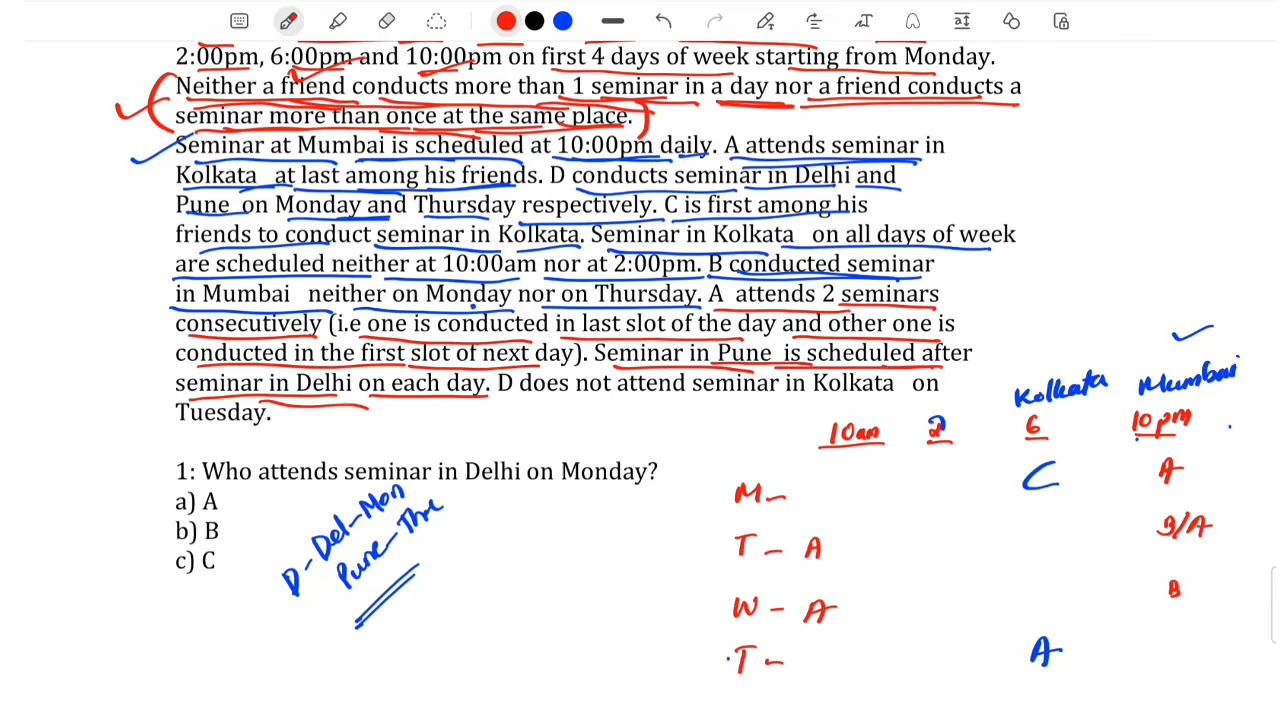 2:00pm, 6:00pm and 10:00pm on first 4 days of week starting from Monday.
Neither a friend conducts more than 1 seminar in a day nor a friend conducts a
seminar more than once at the same place.
Seminar at Mumbai is scheduled at 10:00pm daily. A attends seminar in
Kolkata at last among his friends. D conducts seminar in Delhi and
Pune on Monday and Thursday respectively. C is first among his
friends to conduct seminar in Kolkata. Seminar in Kolkata on all days of week
are scheduled neither at 10:00am nor at 2:00pm. B conducted seminar
in Mumbai neither on Monday nor on Thursday. A attends 2 seminars
consecutively (i.e one is conducted in last slot of the day and other one is
conducted in the first slot of next day). Seminar in Pune is scheduled after
seminar in Delhi on each day. D does not attend seminar in Kolkata on
Tuesday.
Kolkata Mumbai
10am 2 6 10pm
1: Who attends seminar in Delhi on Monday?
a) A
b) B
c) C
D - Del - Mon
Pune - Thre
M - C A
T - A B/A
W - A B
T - A